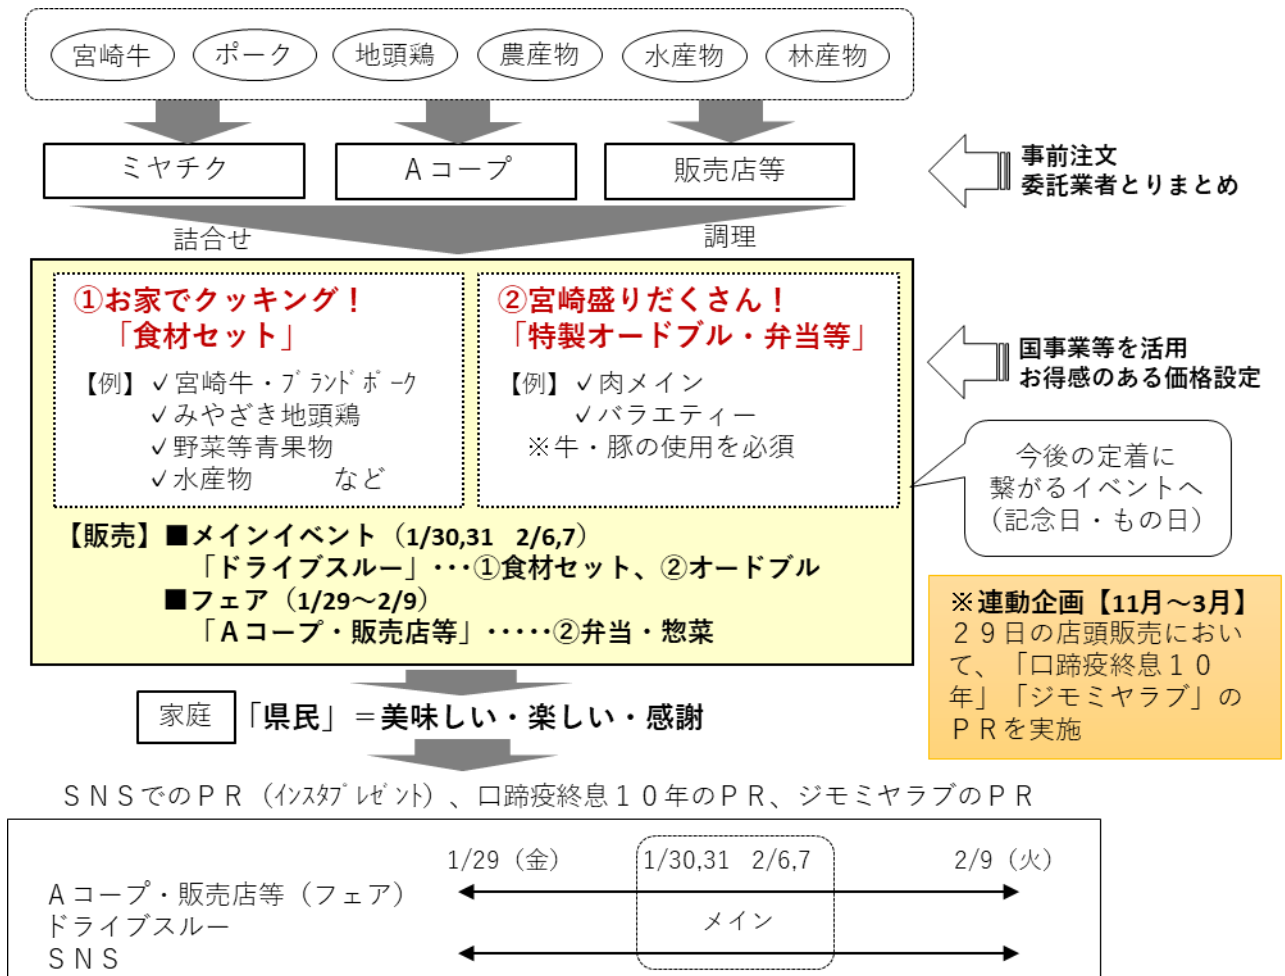 宮崎牛 ポーク 地頭鶏 農産物 水産物 林産物
ミヤチク Aコープ 販売店等
事前注文
委託業者とりまとめ
詰合せ 調理
①お家でクッキング！
「食材セット」
【例】✓宮崎牛・ﾌﾞﾗﾝﾄﾞﾎﾟｰｸ
✓みやざき地頭鶏
✓野菜等青果物
✓水産物 など
②宮崎盛りだくさん！
「特製オードブル・弁当等」
【例】✓肉メイン
✓バラエティー
※牛・豚の使用を必須
国事業等を活用
お得感のある価格設定
今後の定着に
繋がるイベントへ
（記念日・もの日）
【販売】■メインイベント（1/30,31 2/6,7）
「ドライブスルー」･･･①食材セット、②オードブル
■フェア（1/29～2/9）
「Aコープ・販売店等」･････②弁当・惣菜
※連動企画【11月～3月】
２９日の店頭販売におい
て、「口蹄疫終息１０
年」「ジモミヤラブ」の
ＰＲを実施
家庭 「県民」＝美味しい・楽しい・感謝
ＳＮＳでのＰＲ（ｲﾝｽﾀﾌﾟﾚｾﾞﾝﾄ）、口蹄疫終息１０年のＰＲ、ジモミヤラブのＰＲ
1/29（金） 1/30,31 2/6,7 2/9（火）
Aコープ・販売店等（フェア）
ドライブスルー メイン
ＳＮＳ